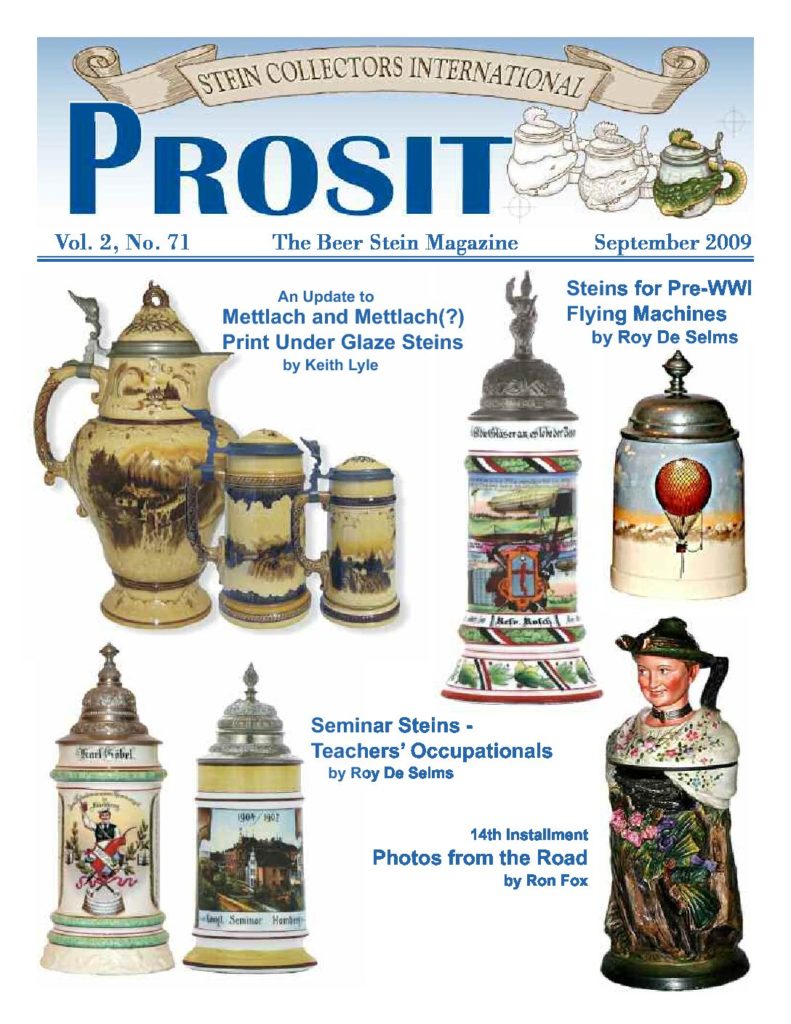 STEIN COLLECTORS INTERNATIONAL
PROSIT
Vol. 2, No. 71 The Beer Stein Magazine September 2009
An Update to
Mettlach and Mettlach(?)
Print Under Glaze Steins
by Keith Lyle
Steins for Pre-WWI
Flying Machines
by Roy De Selms
Seminar Steins -
Teachers' Occupationals
by Roy De Selms
14th Installment
Photos from the Road
by Ron Fox
Karl Göbel
1904/1907
Seminar